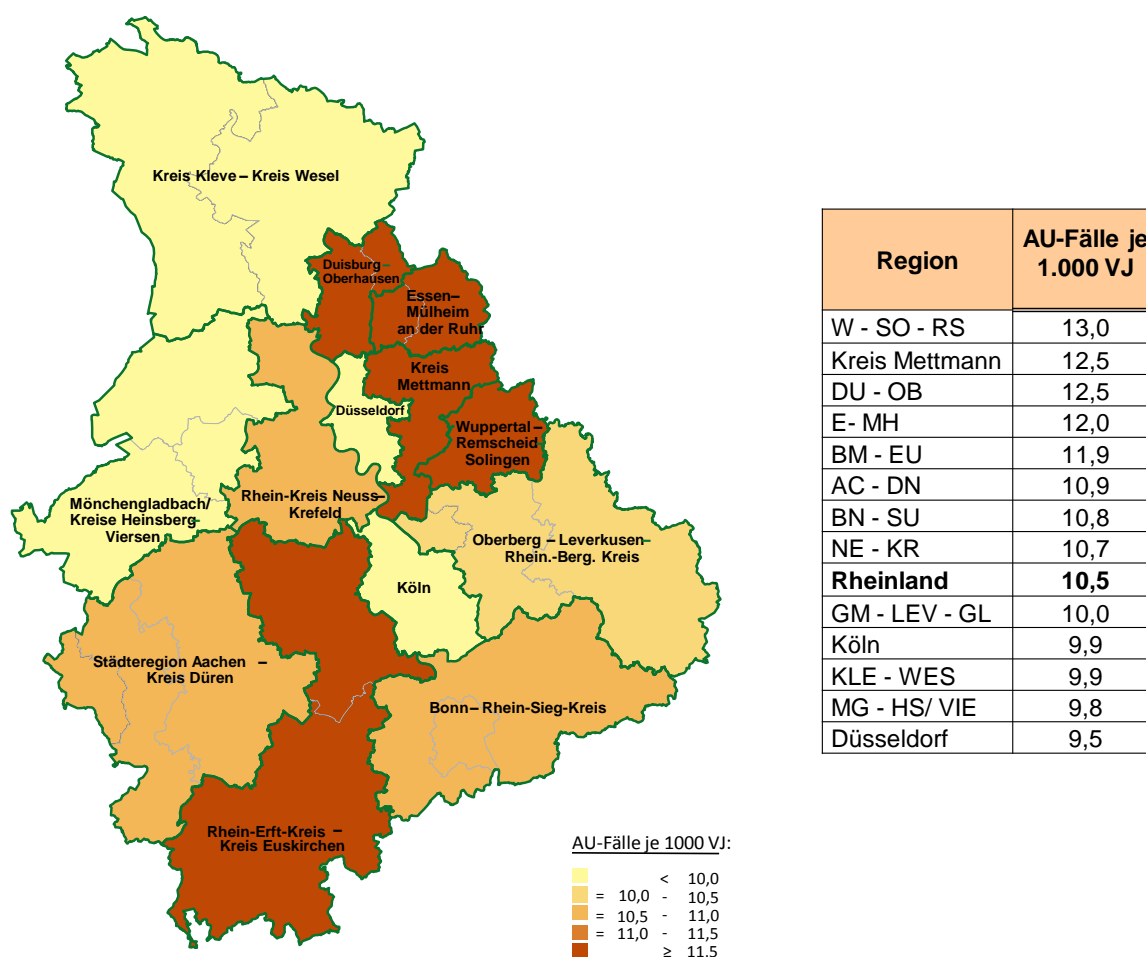 Kreis Kleve – Kreis Wesel
Duisburg–
Oberhausen
Essen–
Mülheim
an der Ruhr
Kreis
Mettmann
Düsseldorf
Wuppertal –
Remscheid
Solingen
Mönchengladbach/
Kreise Heinsberg-
Viersen
Rhein-Kreis Neuss–
Krefeld
Oberberg – Leverkusen–
Rhein.-Berg. Kreis
Köln
Städteregion Aachen –
Kreis Düren
Bonn – Rhein-Sieg-Kreis
Rhein-Erft-Kreis –
Kreis Euskirchen
AU-Fälle je 1000 VJ:
< 10,0
= 10,0 - 10,5
= 10,5 - 11,0
= 11,0 - 11,5
≥ 11,5
Region AU-Fälle je
1.000 VJ
W - SO - RS 13,0
Kreis Mettmann 12,5
DU - OB 12,5
E- MH 12,0
BM - EU 11,9
AC - DN 10,9
BN - SU 10,8
NE - KR 10,7
Rheinland 10,5
GM - LEV - GL 10,0
Köln 9,9
KLE - WES 9,9
MG - HS/ VIE 9,8
Düsseldorf 9,5